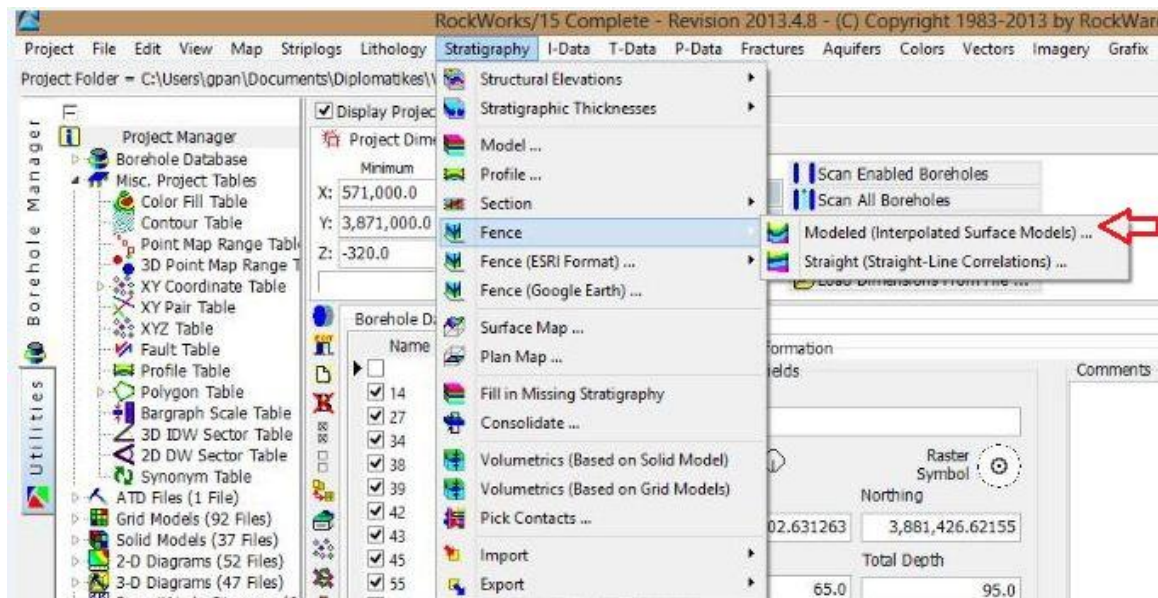 RockWorks/15 Complete - Revision 2013.4.8 - (C) Copyright 1983-2013 by RockWar
Project File Edit View Map Striplogs Lithology Stratigraphy I-Data T-Data P-Data Fractures Aquifers Colors Vectors Imagery Grafix
Project Folder = C:\Users\gpan\Documents\Diplomatikes\
Borehole Manager
Utilities
Project Manager
Borehole Database
Misc. Project Tables
Color Fill Table
Contour Table
Point Map Range Tabl
3D Point Map Range T
XY Coordinate Table
XY Pair Table
XYZ Table
Fault Table
Profile Table
Polygon Table
Bargraph Scale Table
3D IDW Sector Table
2D DW Sector Table
Synonym Table
ATD Files (1 File)
Grid Models (92 Files)
Solid Models (37 Files)
2-D Diagrams (52 Files)
3-D Diagrams (47 Files)
Display Projec
Project Dime
Minimum
X: 571,000.0
Y: 3,871,000.0
Z: -320.0
Borehole Da
Name
14
27
34
38
39
42
43
45
55
Structural Elevations
Stratigraphic Thicknesses
Model ...
Profile ...
Section
Fence
Fence (ESRI Format) ...
Fence (Google Earth) ...
Surface Map ...
Plan Map ...
Fill in Missing Stratigraphy
Consolidate ...
Volumetrics (Based on Solid Model)
Volumetrics (Based on Grid Models)
Pick Contacts ...
Import
Export
Scan Enabled Boreholes
Scan All Boreholes
Modeled (Interpolated Surface Models) ...
Straight (Straight-Line Correlations) ...
Load Dimensions From File ...
formation
ields
Comments
Raster
Symbol
Northing
02.631263 3,881,426.62155
Total Depth
65.0 95.0